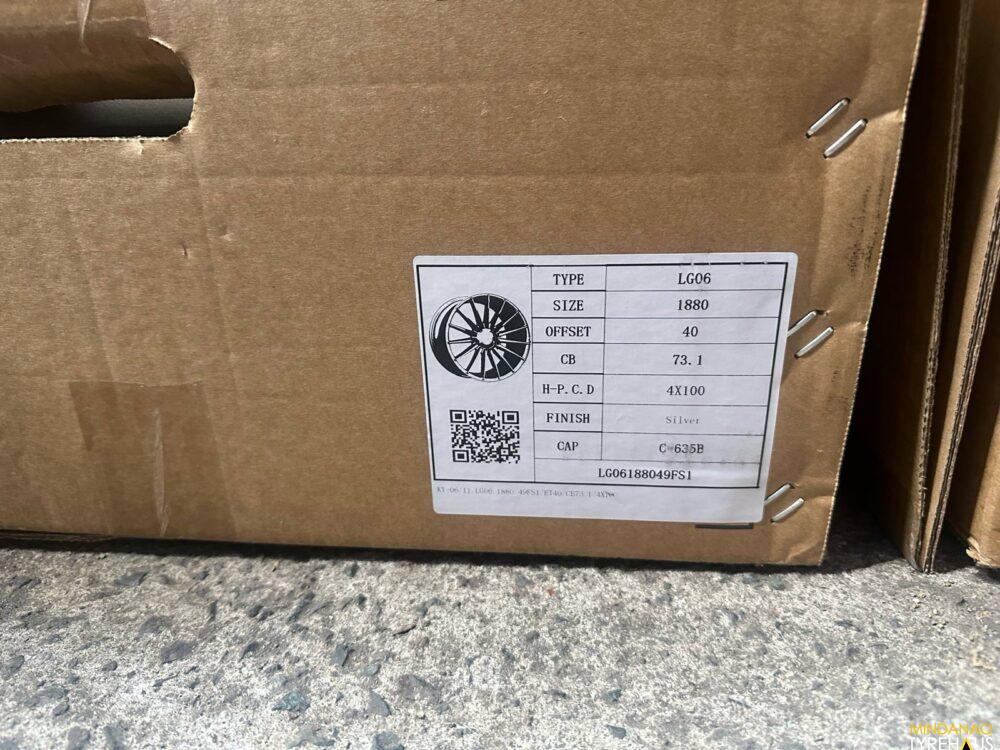 TYPE LG06
SIZE 1880
OFFSET 40
CB 73.1
H-P.C.D 4X100
FINISH Silver
CAP C-635B
LG06188049FS1
MINDANAO